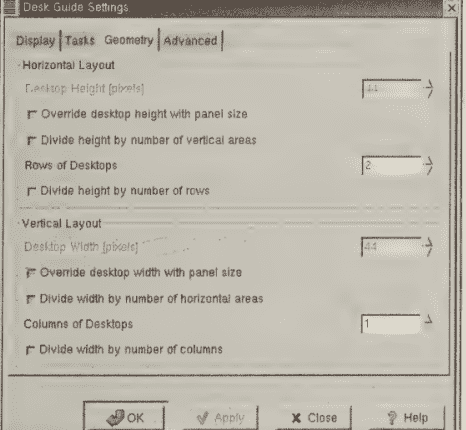 Desk Guide Settings
Display Tasks Geometry Advanced
Horizontal Layout
Desktop Height [pixels] 44
Override desktop height with panel size
Divide height by number of vertical areas
Rows of Desktops 2
Divide height by number of rows
Vertical Layout
Desktop Width [pixels] 44
Override desktop width with panel size
Divide width by number of horizontal areas
Columns of Desktops 1
Divide width by number of columns
OK Apply Close Help